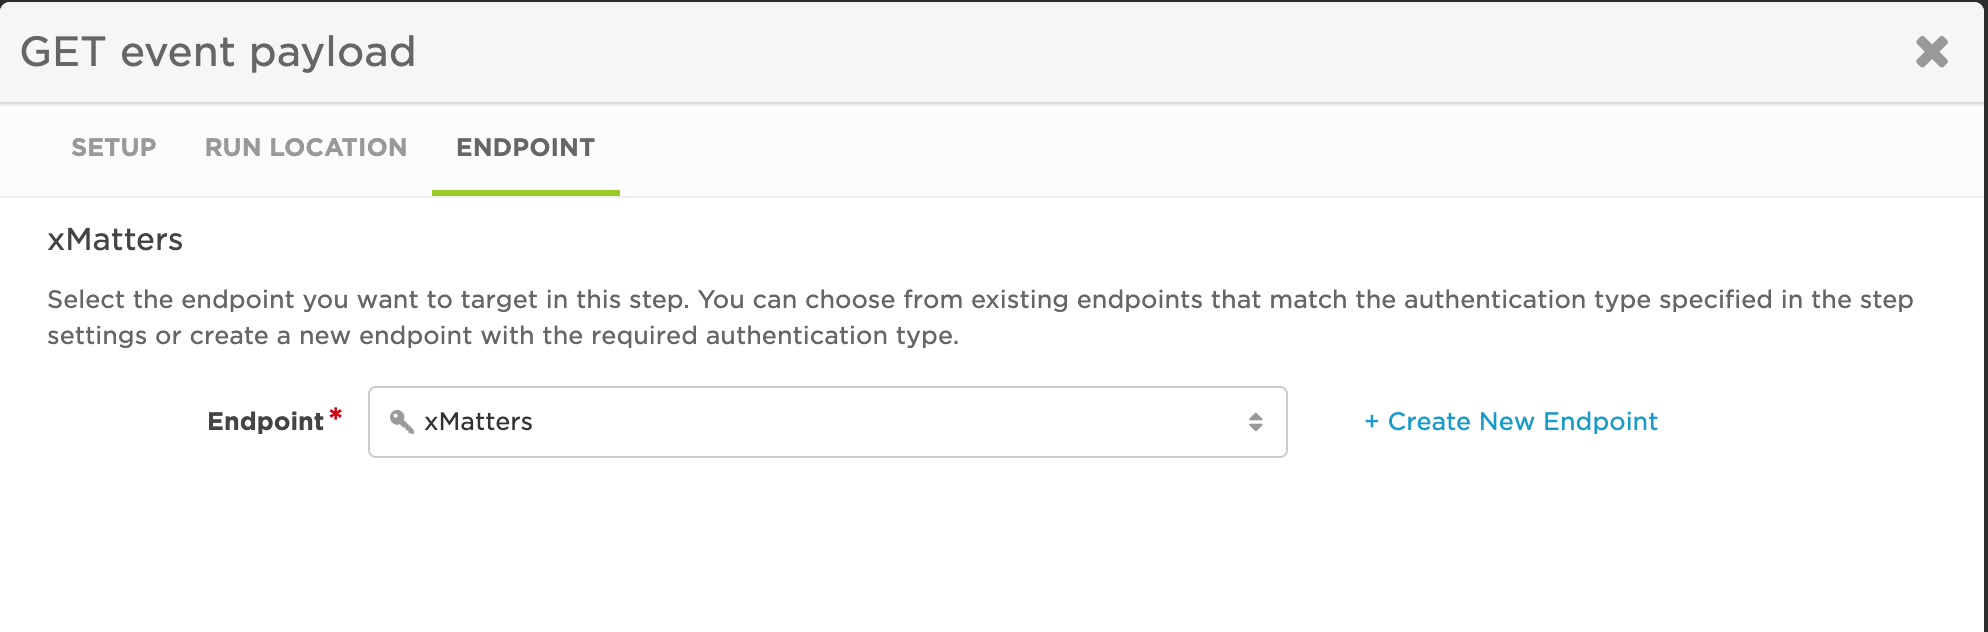 GET event payload
SETUP RUN LOCATION ENDPOINT
xMatters
Select the endpoint you want to target in this step. You can choose from existing endpoints that match the authentication type specified in the step
settings or create a new endpoint with the required authentication type.
Endpoint* xMatters + Create New Endpoint